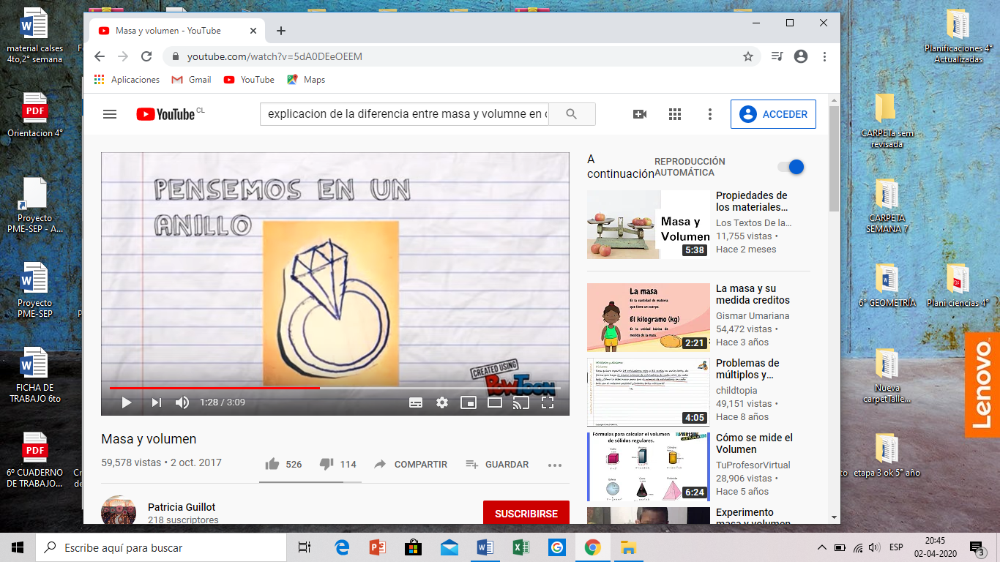 material calses
4to,2° semana
Orientacion 4°
Proyecto
PME-SEP - A...
Proyecto
PME-SEP
FICHA DE
TRABAJO 6to
6º CUADERNO
DE TRABAJO...
Masa y volumen - YouTube
youtube.com/watch?v=5dA0DEeOEEM
Aplicaciones
Gmail
YouTube
Maps
YouTube CL
explicacion de la diferencia entre masa y volumne en
ACCEDER
PENSEMOS EN UN
ANILLO
CREATED USING
POWTOON
1:28 / 3:09
Masa y volumen
59,578 vistas • 2 oct. 2017
526
114
COMPARTIR
GUARDAR
Patricia Guillot
218 suscriptores
SUSCRIBIRSE
A
continuación
REPRODUCCIÓN
AUTOMÁTICA
Masa y
Volumen
5:38
Propiedades de
los materiales...
Los Textos De la...
11,755 vistas •
Hace 2 meses
La masa
Es la cantidad de materia
que tiene un cuerpo
El kilogramo (kg)
Es la unidad básica de
medida de la masa.
2:21
La masa y su
medida creditos
Gismar Umariana
54,472 vistas •
Hace 3 años
4:05
Problemas de
múltiplos y...
childtopia
49,151 vistas •
Hace 8 años
Fórmulas para calcular el volumen
de sólidos regulares.
6:24
Cómo se mide el
Volumen
TuProfesorVirtual
28,906 vistas •
Hace 5 años
Experimento
masa y volumen
Planificaciones 4°
Actualizadas
CARPETa sem
revisada
CARPETA
SEMANA 7
6° GEOMETRIA
Plani ciencias 4°
Nueva
carpetTalle...
etapa 3 ok 5° año
Lenovo
Escribe aquí para buscar
ESP
20:45
02-04-2020
3